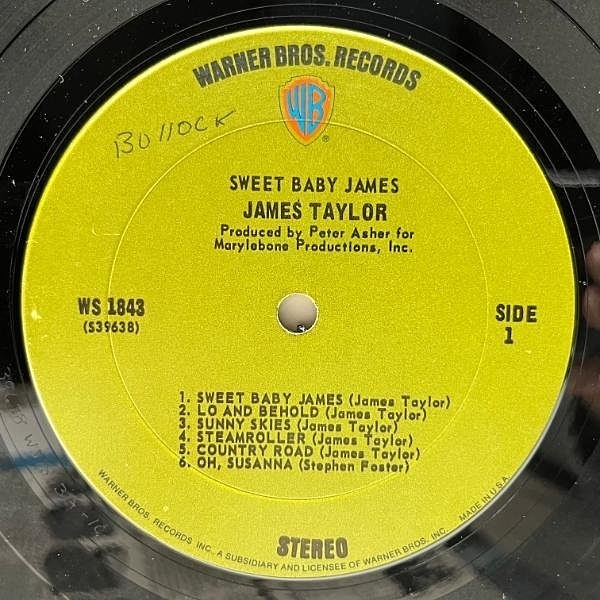 WARNER BROS. RECORDS
WB
®
BULLOCK
SWEET BABY JAMES
JAMES TAYLOR
Produced by Peter Asher for
Marylebone Productions, Inc.
WS 1843
(S39638)
SIDE
1
1. SWEET BABY JAMES (James Taylor)
2. LO AND BEHOLD (James Taylor)
3. SUNNY SKIES (James Taylor)
4. STEAMROLLER (James Taylor)
5. COUNTRY ROAD (James Taylor)
6. OH, SUSANNA (Stephen Foster)
STEREO
WARNER BROS. RECORDS INC., A SUBSIDIARY AND LICENSEE OF WARNER BROS. INC. MADE IN U.S.A.